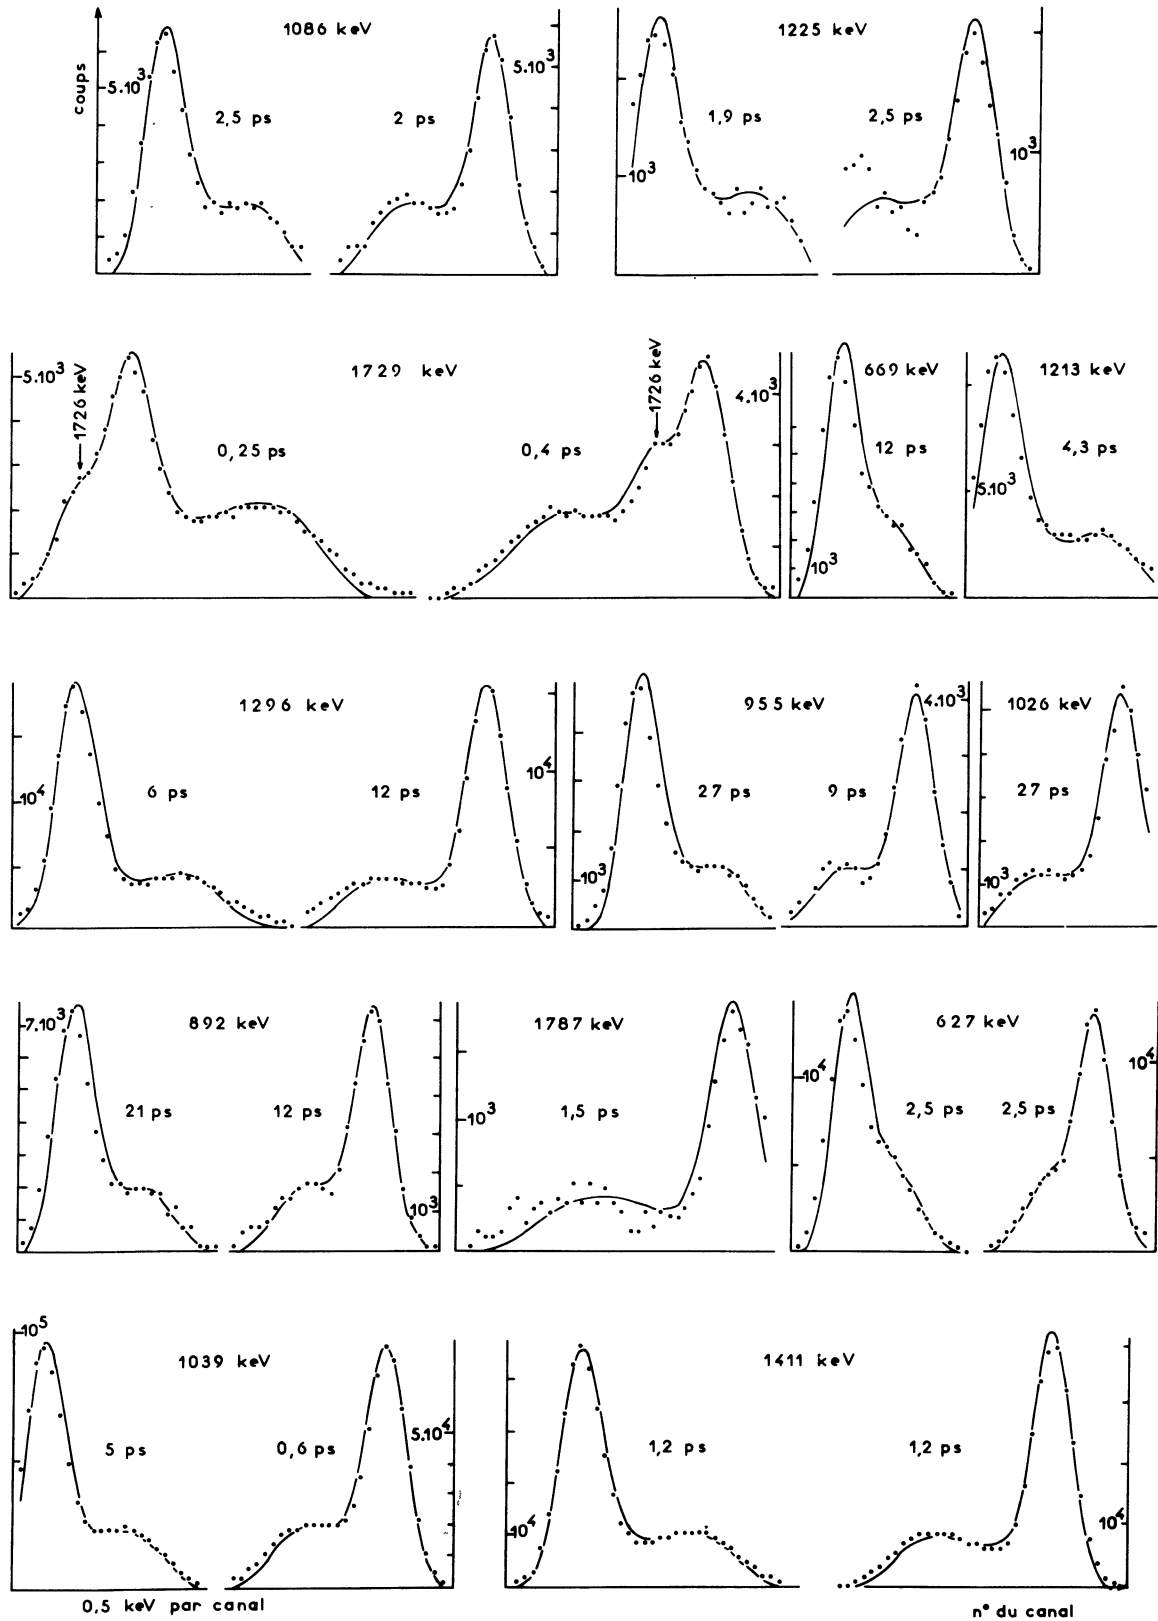 1086 keV
coups
5.10³
2,5 ps
2 ps
5.10³
1225 keV
10³
1,9 ps
2,5 ps
10³
5.10³
1726 keV
1729 keV
0,25 ps
0,4 ps
1726 keV
4.10³
669 keV
12 ps
10³
1213 keV
4,3 ps
5.10³
1296 keV
10⁴
6 ps
12 ps
10⁴
955 keV
10³
27 ps
9 ps
4.10³
1026 keV
27 ps
10³
7.10³
892 keV
21 ps
12 ps
10³
1787 keV
10³
1,5 ps
627 keV
10⁴
2,5 ps
2,5 ps
10⁴
10⁵
1039 keV
5 ps
0,6 ps
5.10⁴
1411 keV
10⁴
1,2 ps
1,2 ps
10⁴
0,5 keV par canal
n° du canal